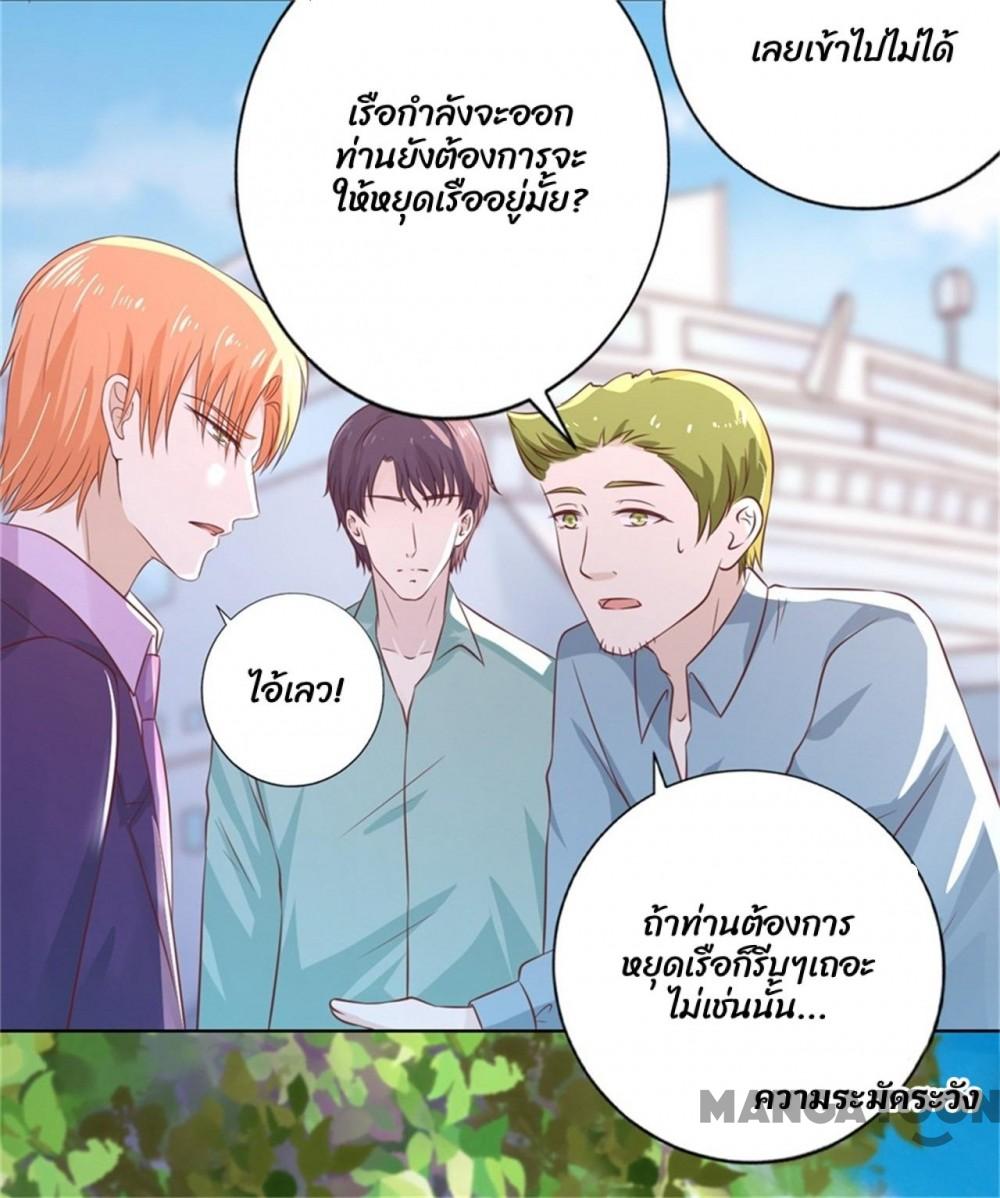 เลยเข้าไปไม่ได้
เรือกำลังจะออก
ท่านยังต้องการจะ
ให้หยุดเรืออยู่มั้ย?
ไอ้เลว!
ถ้าท่านต้องการ
หยุดเรือก็รีบๆเถอะ
ไม่เช่นนั้น...
ความระมัดระวัง
MANGATOON